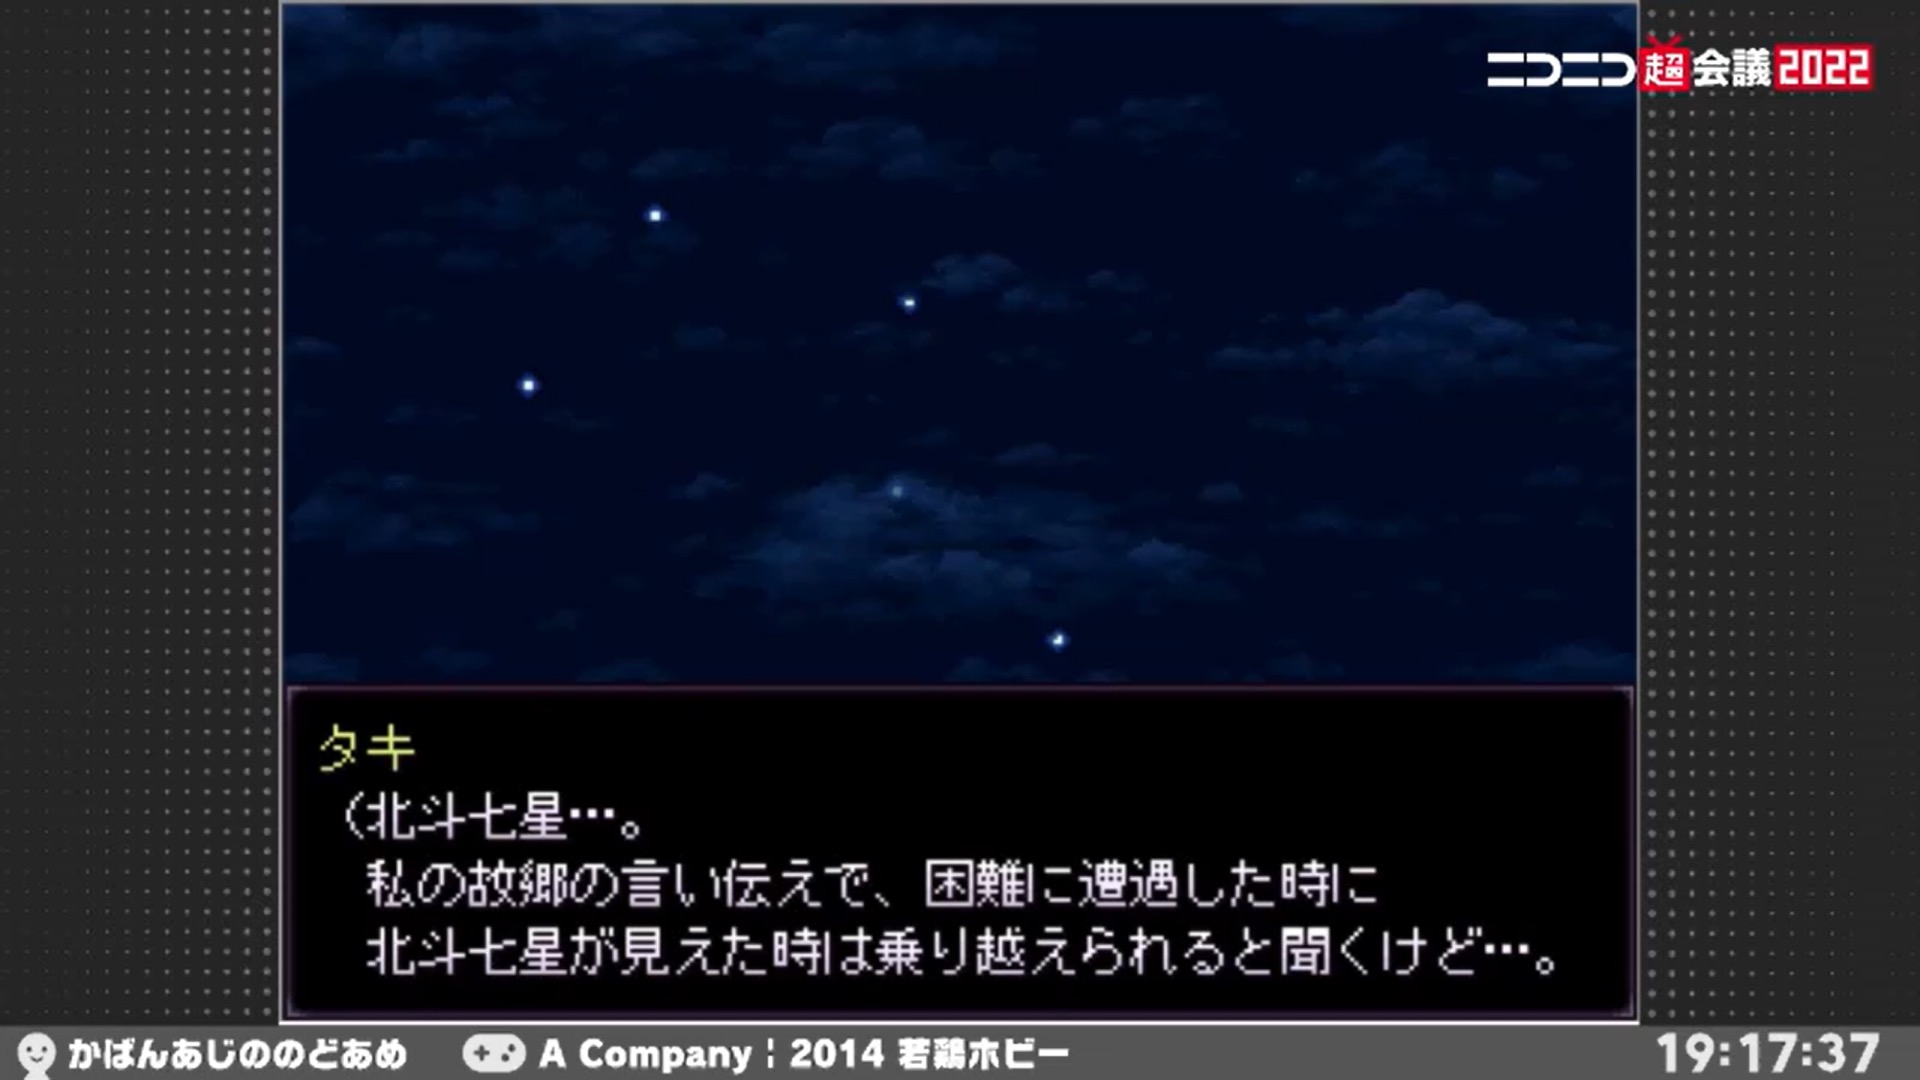 ニコニコ超会議2022
タキ
(北斗七星…。
私の故郷の言い伝えで、困難に遭遇した時に
北斗七星が見えた時は乗り越えられると聞くけど…。
かばんあじののどあめ
A Company | 2014 若鶏ホビー
19:17:37